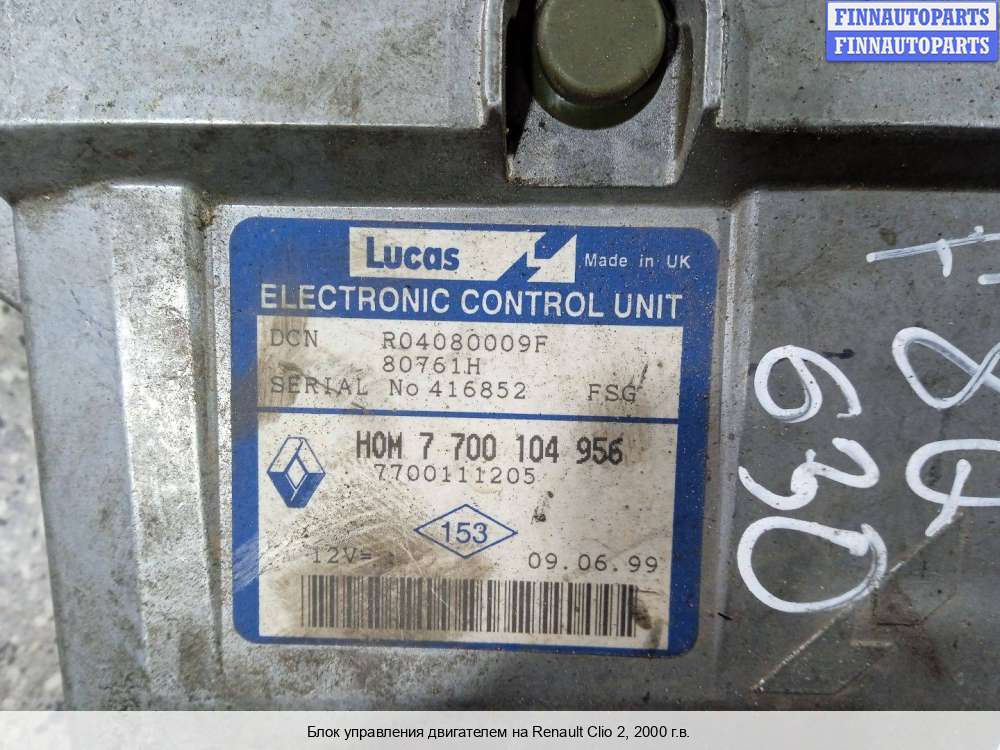 FINNAUTOPARTS
FINNAUTOPARTS
Lucas
Made in UK
ELECTRONIC CONTROL UNIT
DCN R04080009F
80761H
SERIAL No 416852 FSG
HOM 7 700 104 956
7700111205
153
12V=
09.06.99
630
Блок управления двигателем на Renault Clio 2, 2000 г.в.